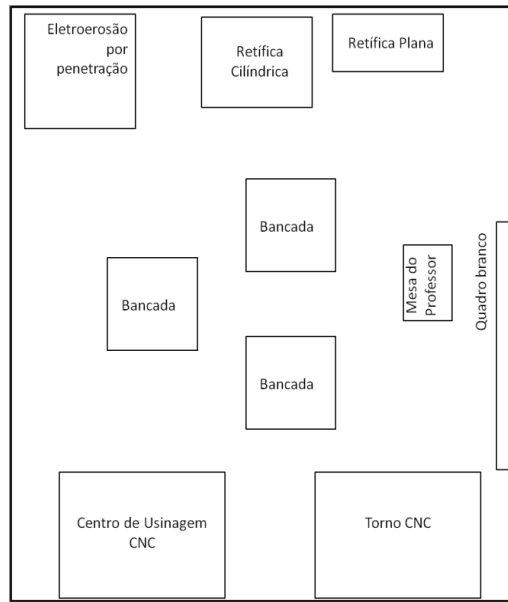 Eletroerosão
por
penetração
Retífica
Cilíndrica
Retífica Plana
Bancada
Bancada
Bancada
Mesa do
Professor
Quadro branco
Centro de Usinagem
CNC
Torno CNC